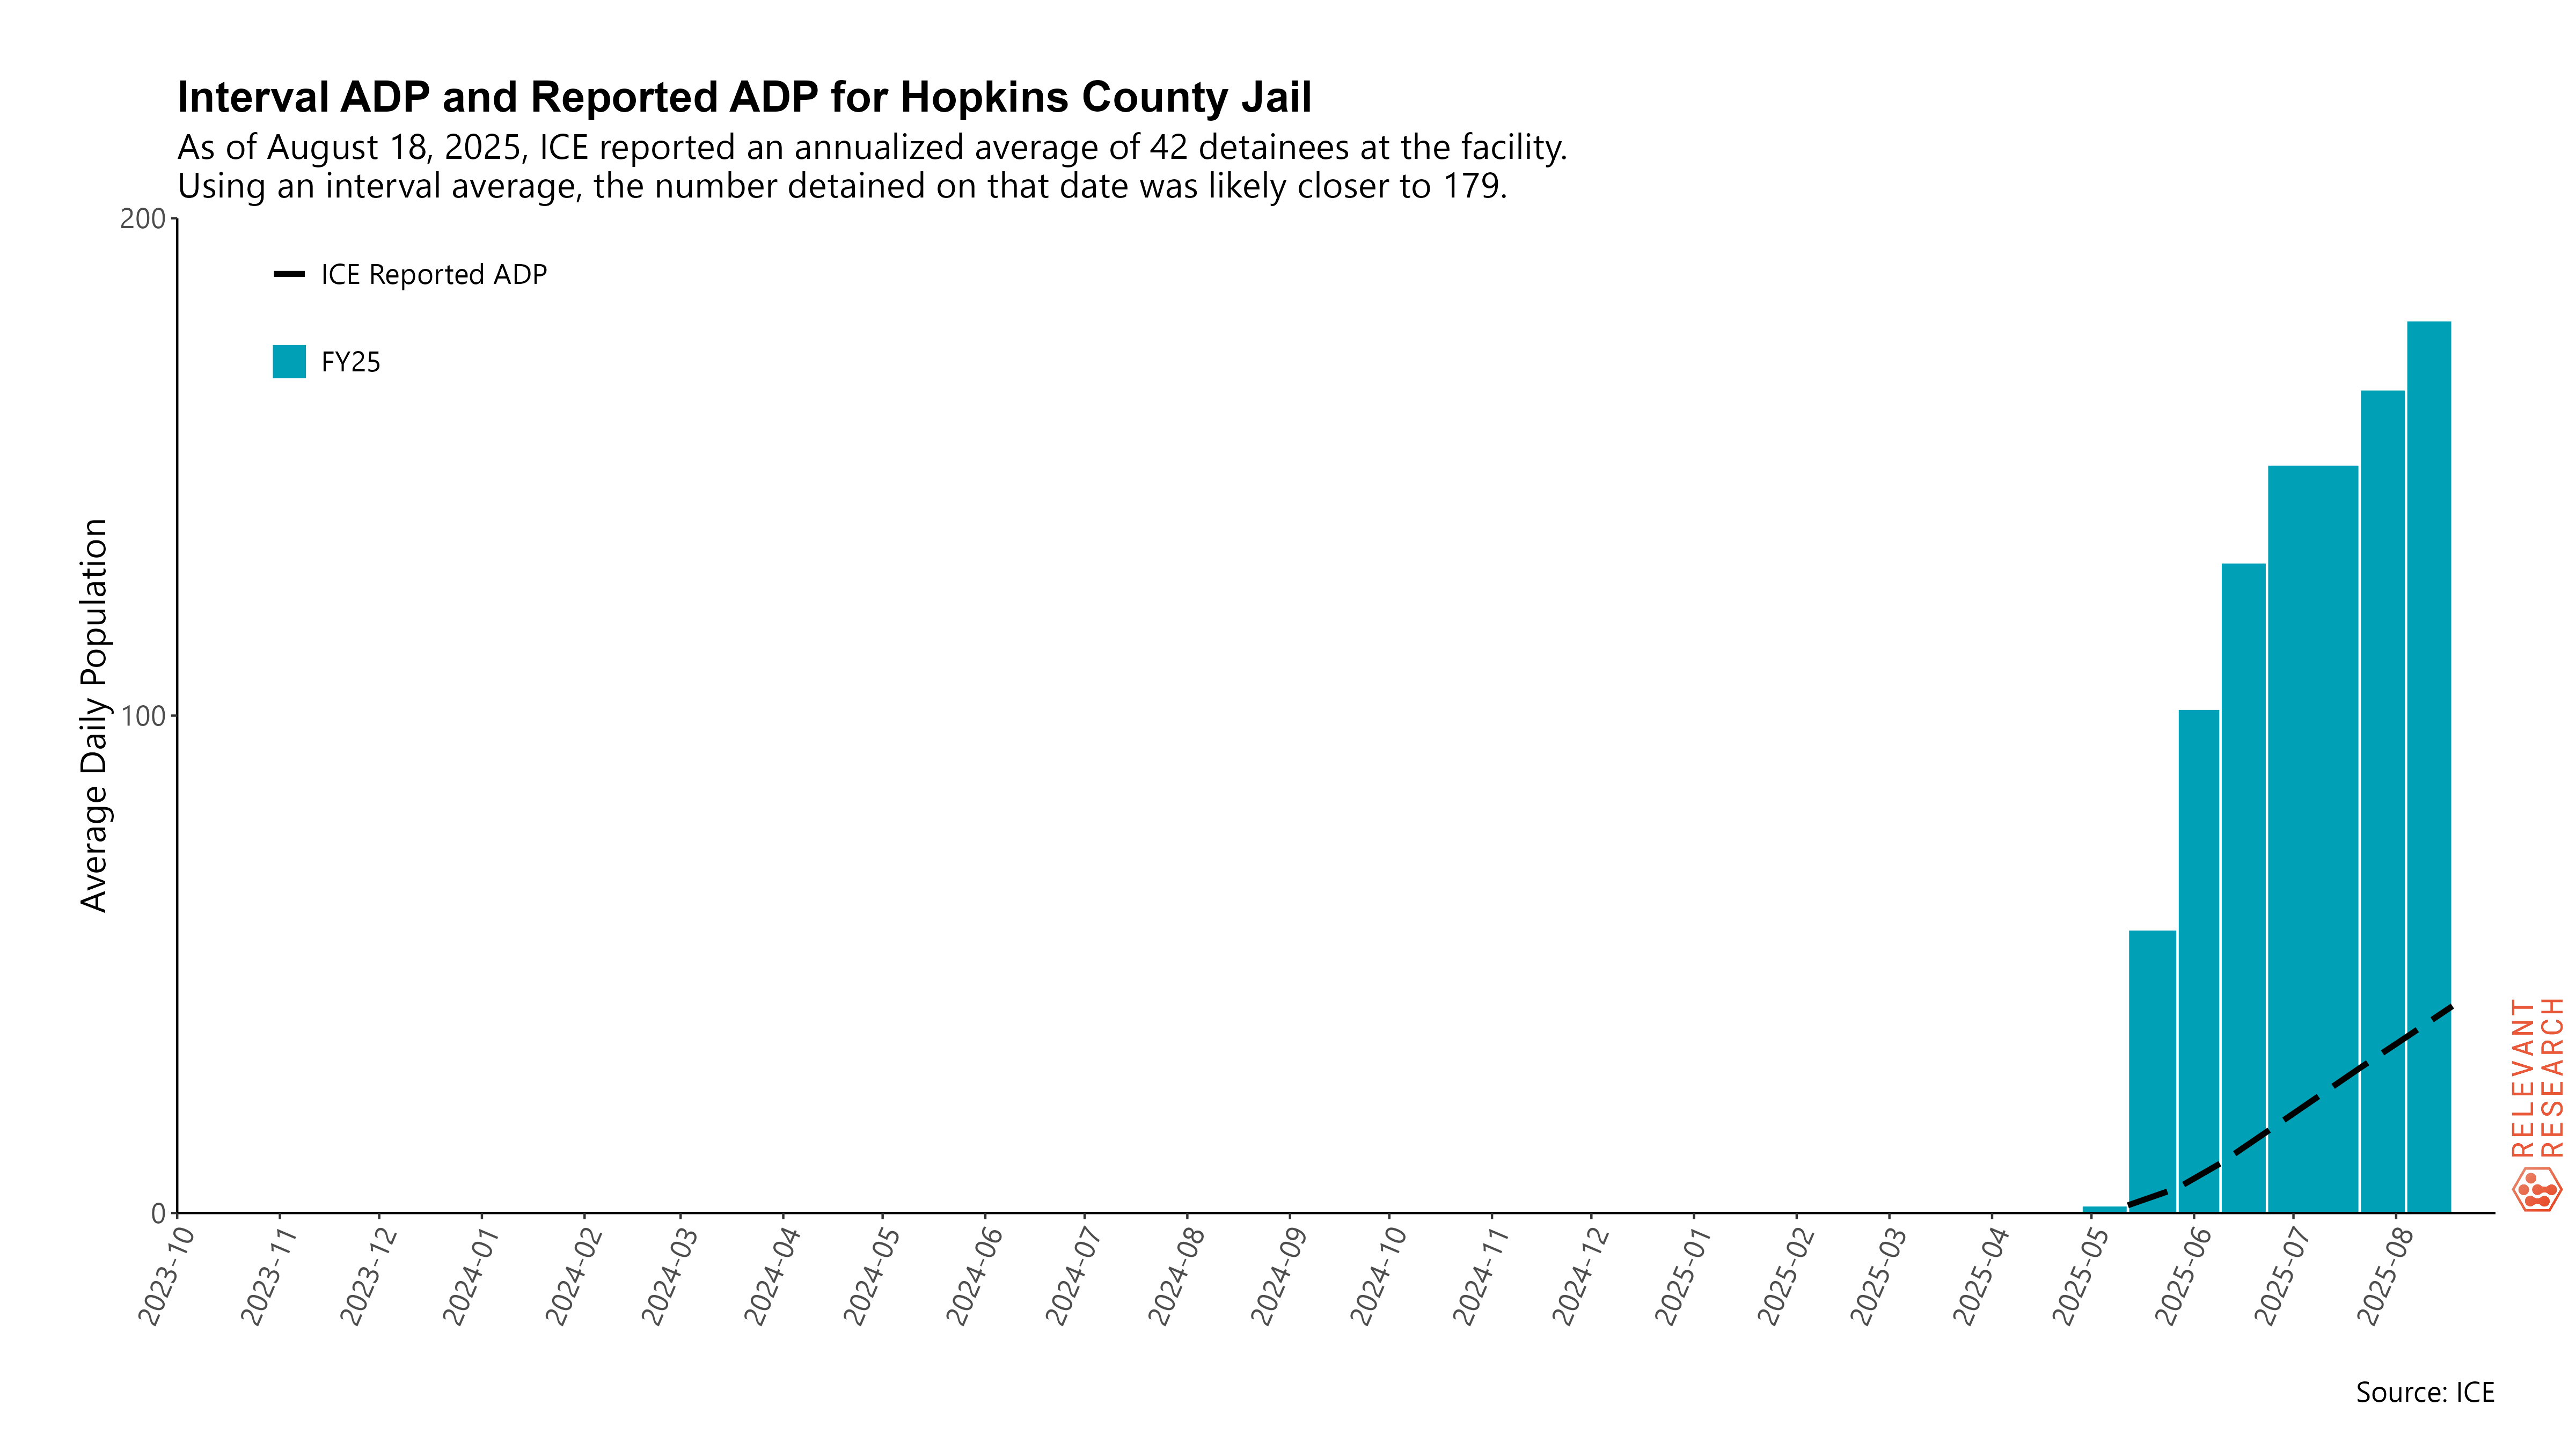 Interval ADP and Reported ADP for Hopkins County Jail
As of August 18, 2025, ICE reported an annualized average of 42 detainees at the facility.
Using an interval average, the number detained on that date was likely closer to 179.
200
ICE Reported ADP
FY25
Average Daily Population
100
0
2023-10
2023-11
2023-12
2024-01
2024-02
2024-03
2024-04
2024-05
2024-06
2024-07
2024-08
2024-09
2024-10
2024-11
2024-12
2025-01
2025-02
2025-03
2025-04
2025-05
2025-06
2025-07
2025-08
RELEVANT
RESEARCH
Source: ICE